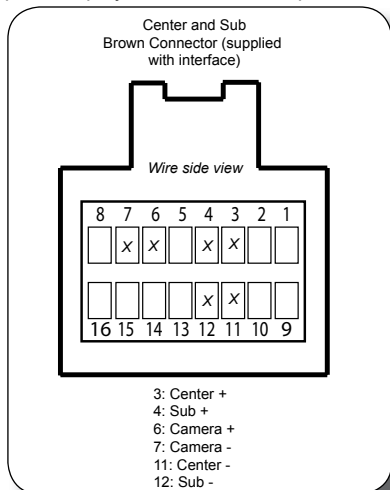 Center and Sub
Brown Connector (supplied
with interface)
Wire side view
8 7 6 5 4 3 2 1
x x x x
x x
16 15 14 13 12 11 10 9
3: Center +
4: Sub +
6: Camera +
7: Camera -
11: Center -
12: Sub -